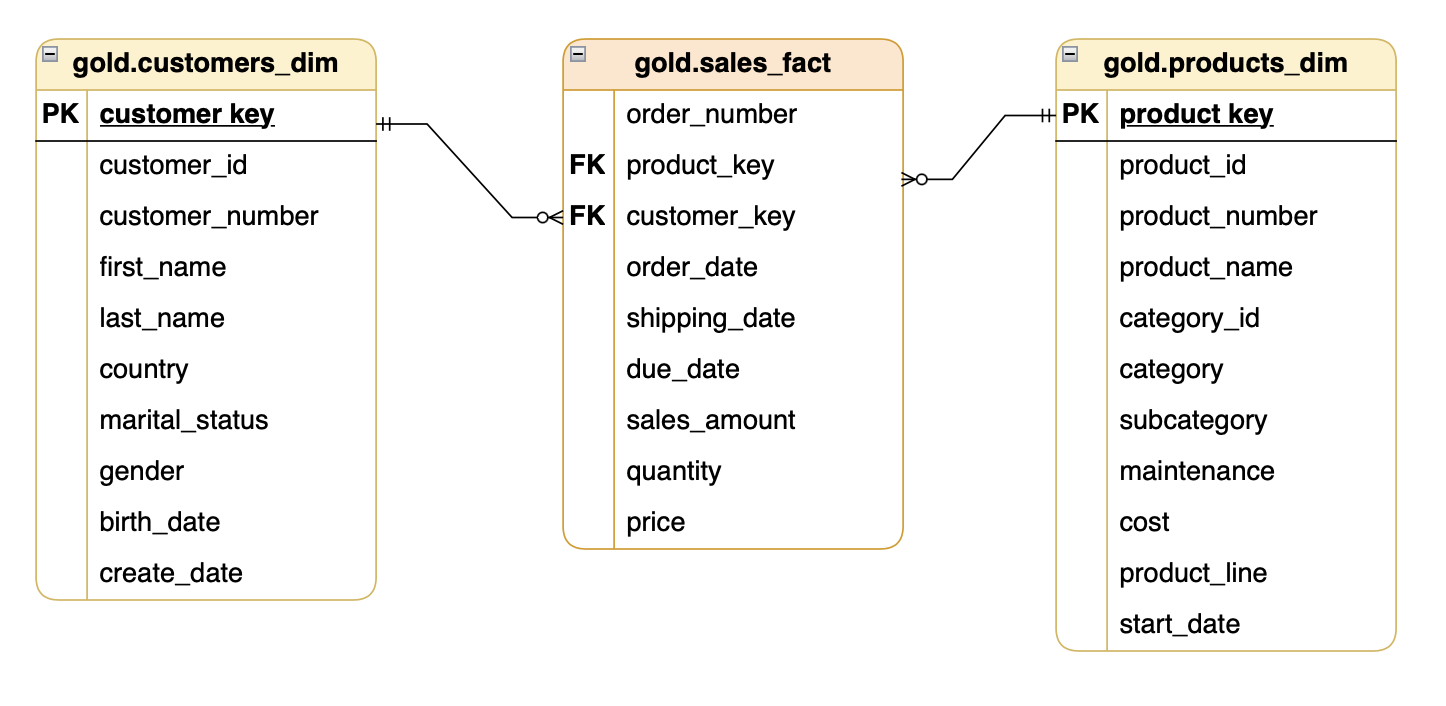 gold.customers_dim
PK customer key
customer_id
customer_number
first_name
last_name
country
marital_status
gender
birth_date
create_date
gold.sales_fact
order_number
FK product_key
FK customer_key
order_date
shipping_date
due_date
sales_amount
quantity
price
gold.products_dim
PK product key
product_id
product_number
product_name
category_id
category
subcategory
maintenance
cost
product_line
start_date